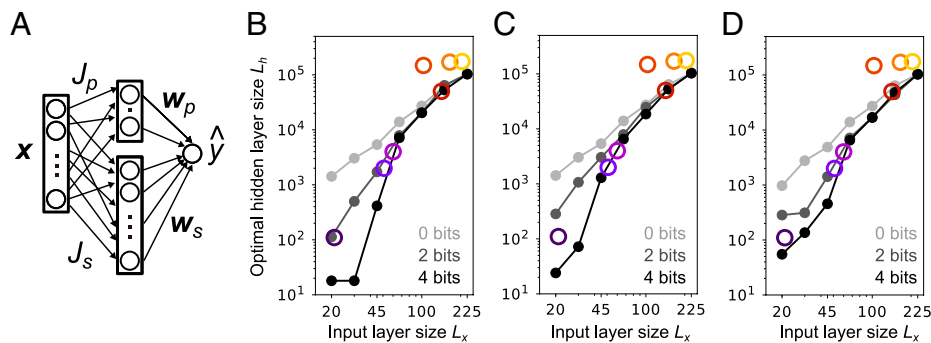 A
J_p
w_p
x
ŷ
J_s
w_s
B
Optimal hidden layer size L_h
10^5
10^4
10^3
10^2
10^1
0 bits
2 bits
4 bits
20 45 100 225
Input layer size L_x
C
10^5
10^4
10^3
10^2
10^1
0 bits
2 bits
4 bits
20 45 100 225
Input layer size L_x
D
10^5
10^4
10^3
10^2
10^1
0 bits
2 bits
4 bits
20 45 100 225
Input layer size L_x